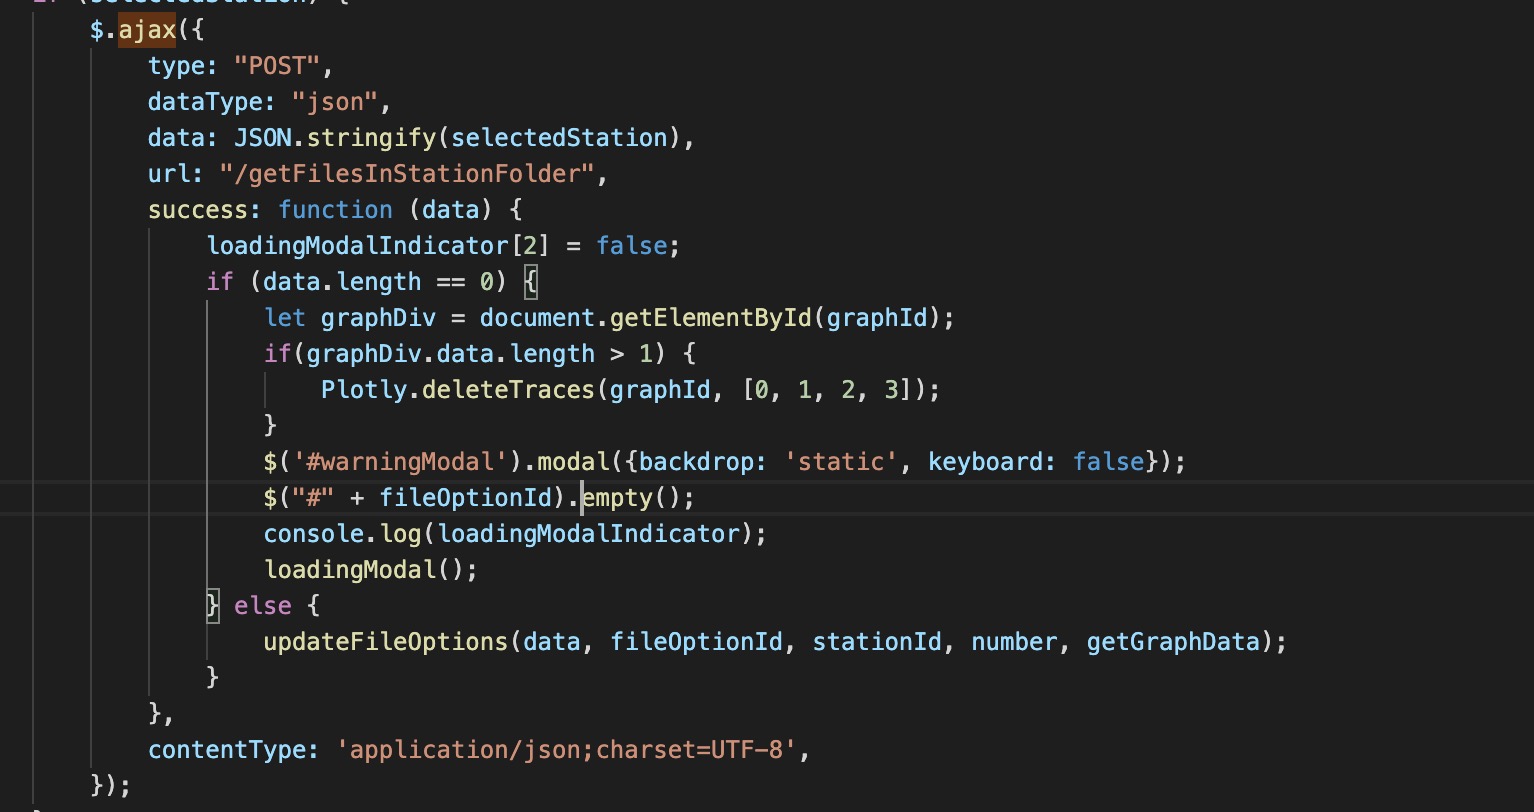 if (selectedStation) {
$.ajax({
type: "POST",
dataType: "json",
data: JSON.stringify(selectedStation),
url: "/getFilesInStationFolder",
success: function (data) {
loadingModalIndicator[2] = false;
if (data.length == 0) {
let graphDiv = document.getElementById(graphId);
if(graphDiv.data.length > 1) {
Plotly.deleteTraces(graphId, [0, 1, 2, 3]);
}
$('#warningModal').modal({backdrop: 'static', keyboard: false});
$("#" + fileOptionId).empty();
console.log(loadingModalIndicator);
loadingModal();
} else {
updateFileOptions(data, fileOptionId, stationId, number, getGraphData);
}
},
contentType: 'application/json;charset=UTF-8',
});